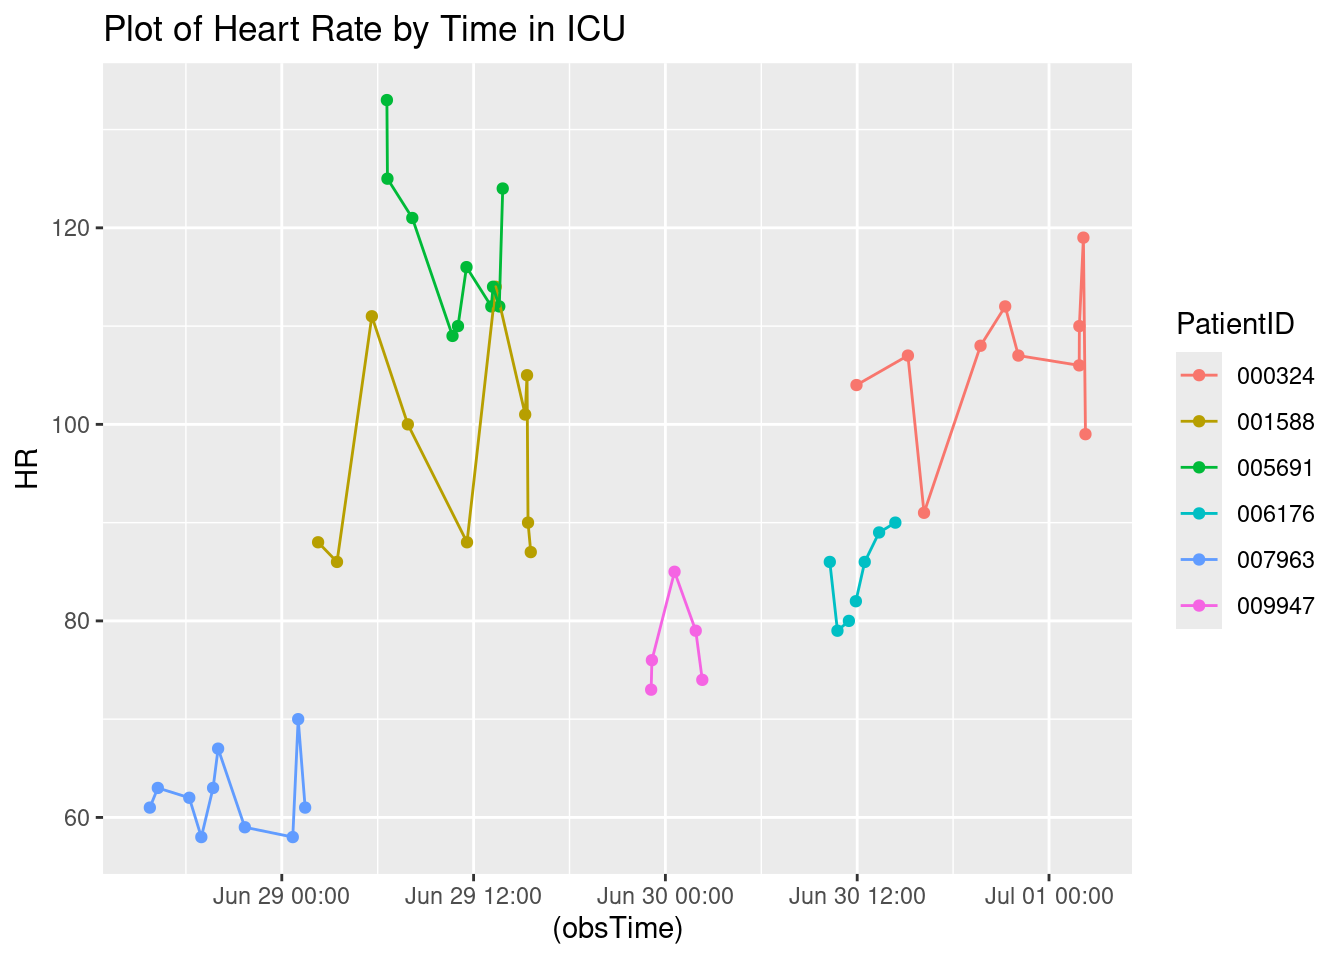 Plot of Heart Rate by Time in ICU
120
100
80
60
HR
Jun 29 00:00
Jun 29 12:00
Jun 30 00:00
Jun 30 12:00
Jul 01 00:00
(obsTime)
PatientID
000324
001588
005691
006176
007963
009947